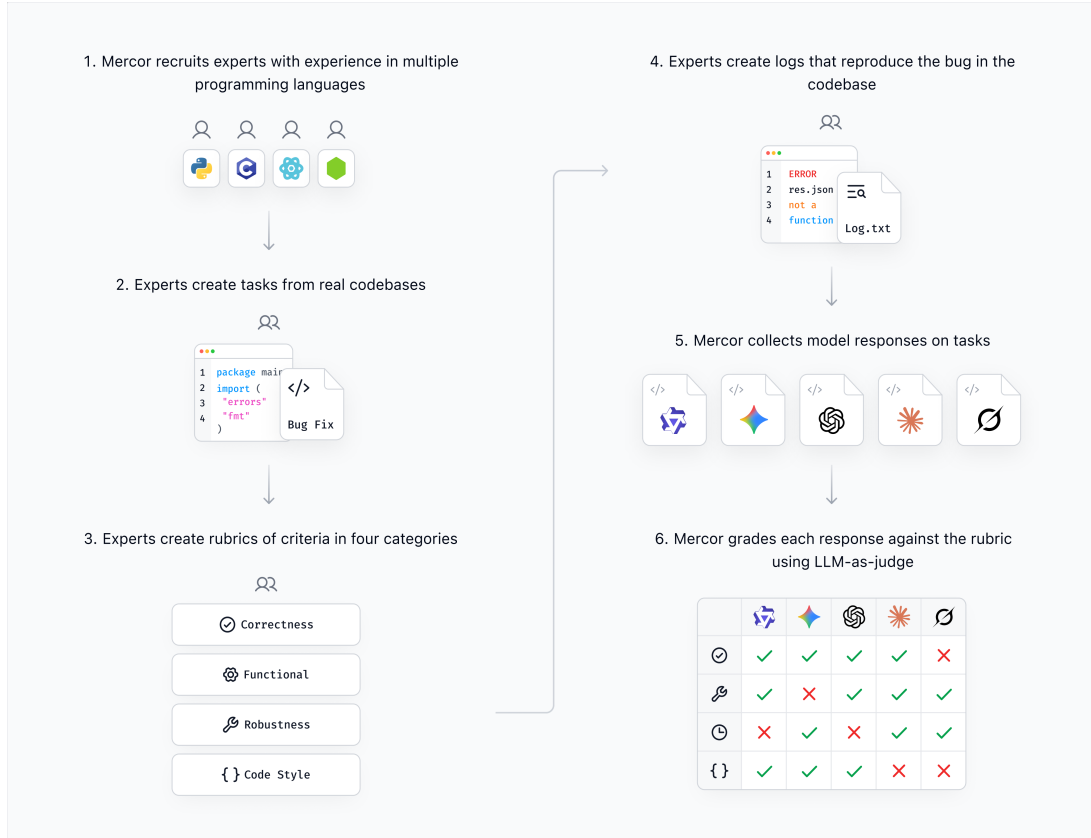 1. Mercor recruits experts with experience in multiple
programming languages
2. Experts create tasks from real codebases
1 package main
2 import (
3 "errors"
4 "fmt"
)
</>
Bug Fix
3. Experts create rubrics of criteria in four categories
Correctness
Functional
Robustness
{ } Code Style
4. Experts create logs that reproduce the bug in the
codebase
1 ERROR
2 res.json
3 not a
4 function
Log.txt
5. Mercor collects model responses on tasks
</> </> </> </> </>
6. Mercor grades each response against the rubric
using LLM-as-judge
{ }